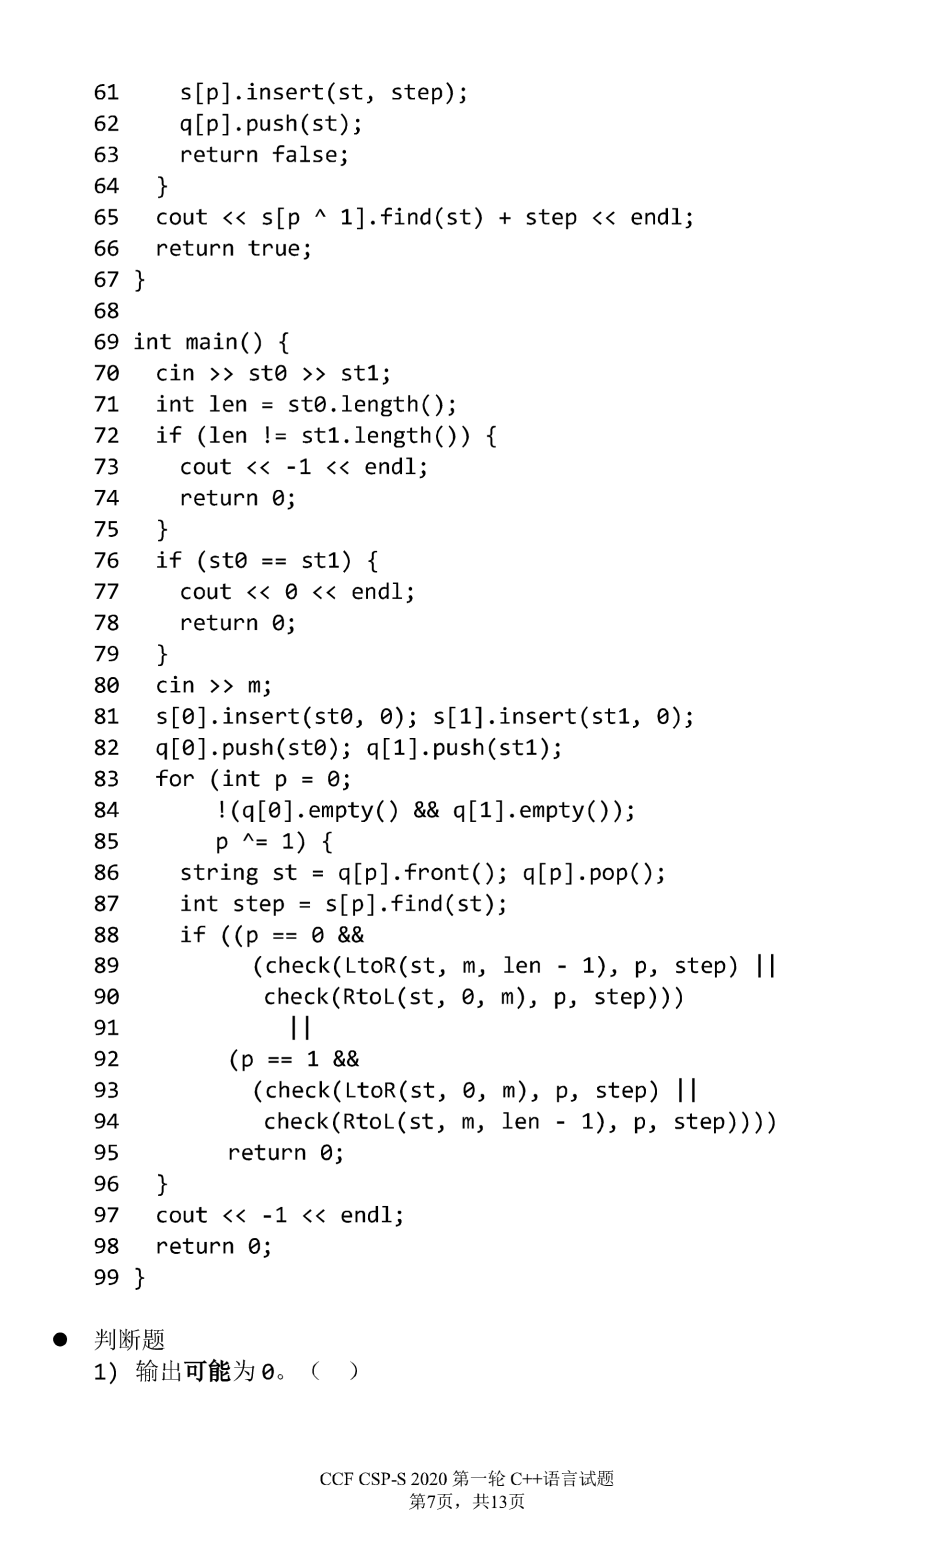 61     s[p].insert(st, step);
62     q[p].push(st);
63     return false;
64   }
65   cout << s[p ^ 1].find(st) + step << endl;
66   return true;
67 }
68
69 int main() {
70   cin >> st0 >> st1;
71   int len = st0.length();
72   if (len != st1.length()) {
73     cout << -1 << endl;
74     return 0;
75   }
76   if (st0 == st1) {
77     cout << 0 << endl;
78     return 0;
79   }
80   cin >> m;
81   s[0].insert(st0, 0); s[1].insert(st1, 0);
82   q[0].push(st0); q[1].push(st1);
83   for (int p = 0;
84        !(q[0].empty() && q[1].empty());
85        p ^= 1) {
86     string st = q[p].front(); q[p].pop();
87     int step = s[p].find(st);
88     if ((p == 0 &&
89           (check(LtoR(st, m, len - 1), p, step) ||
90            check(RtoL(st, 0, m), p, step)))
91              ||
92         (p == 1 &&
93           (check(LtoR(st, 0, m), p, step) ||
94            check(RtoL(st, m, len - 1), p, step))))
95         return 0;
96   }
97   cout << -1 << endl;
98   return 0;
99 }
● 判断题
1) 输出可能为 0。（ ）
CCF CSP-S 2020 第一轮 C++语言试题
第7页，共13页